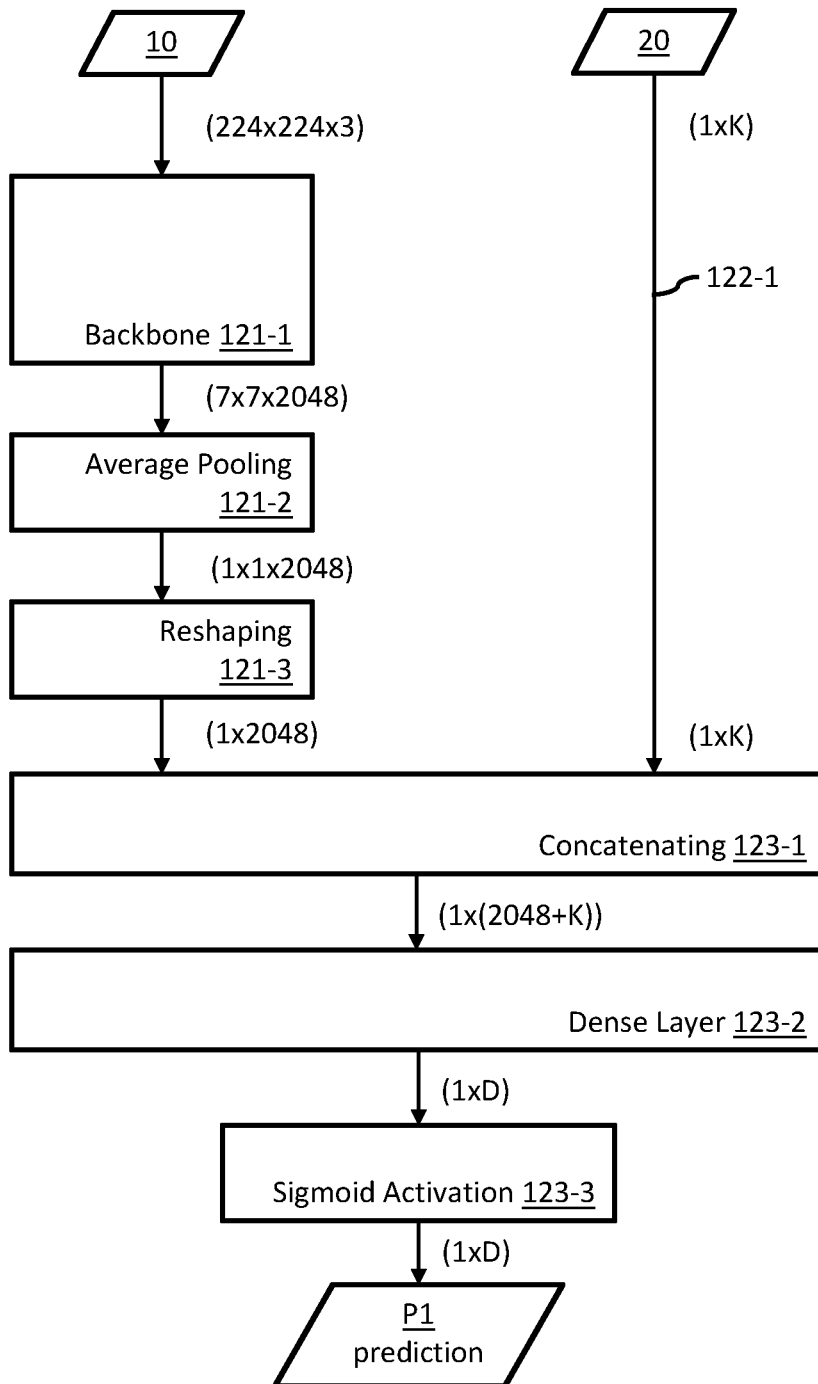 10
20
(224x224x3)
(1xK)
122-1
Backbone 121-1
(7x7x2048)
Average Pooling
121-2
(1x1x2048)
Reshaping
121-3
(1x2048)
(1xK)
Concatenating 123-1
(1x(2048+K))
Dense Layer 123-2
(1xD)
Sigmoid Activation 123-3
(1xD)
P1
prediction